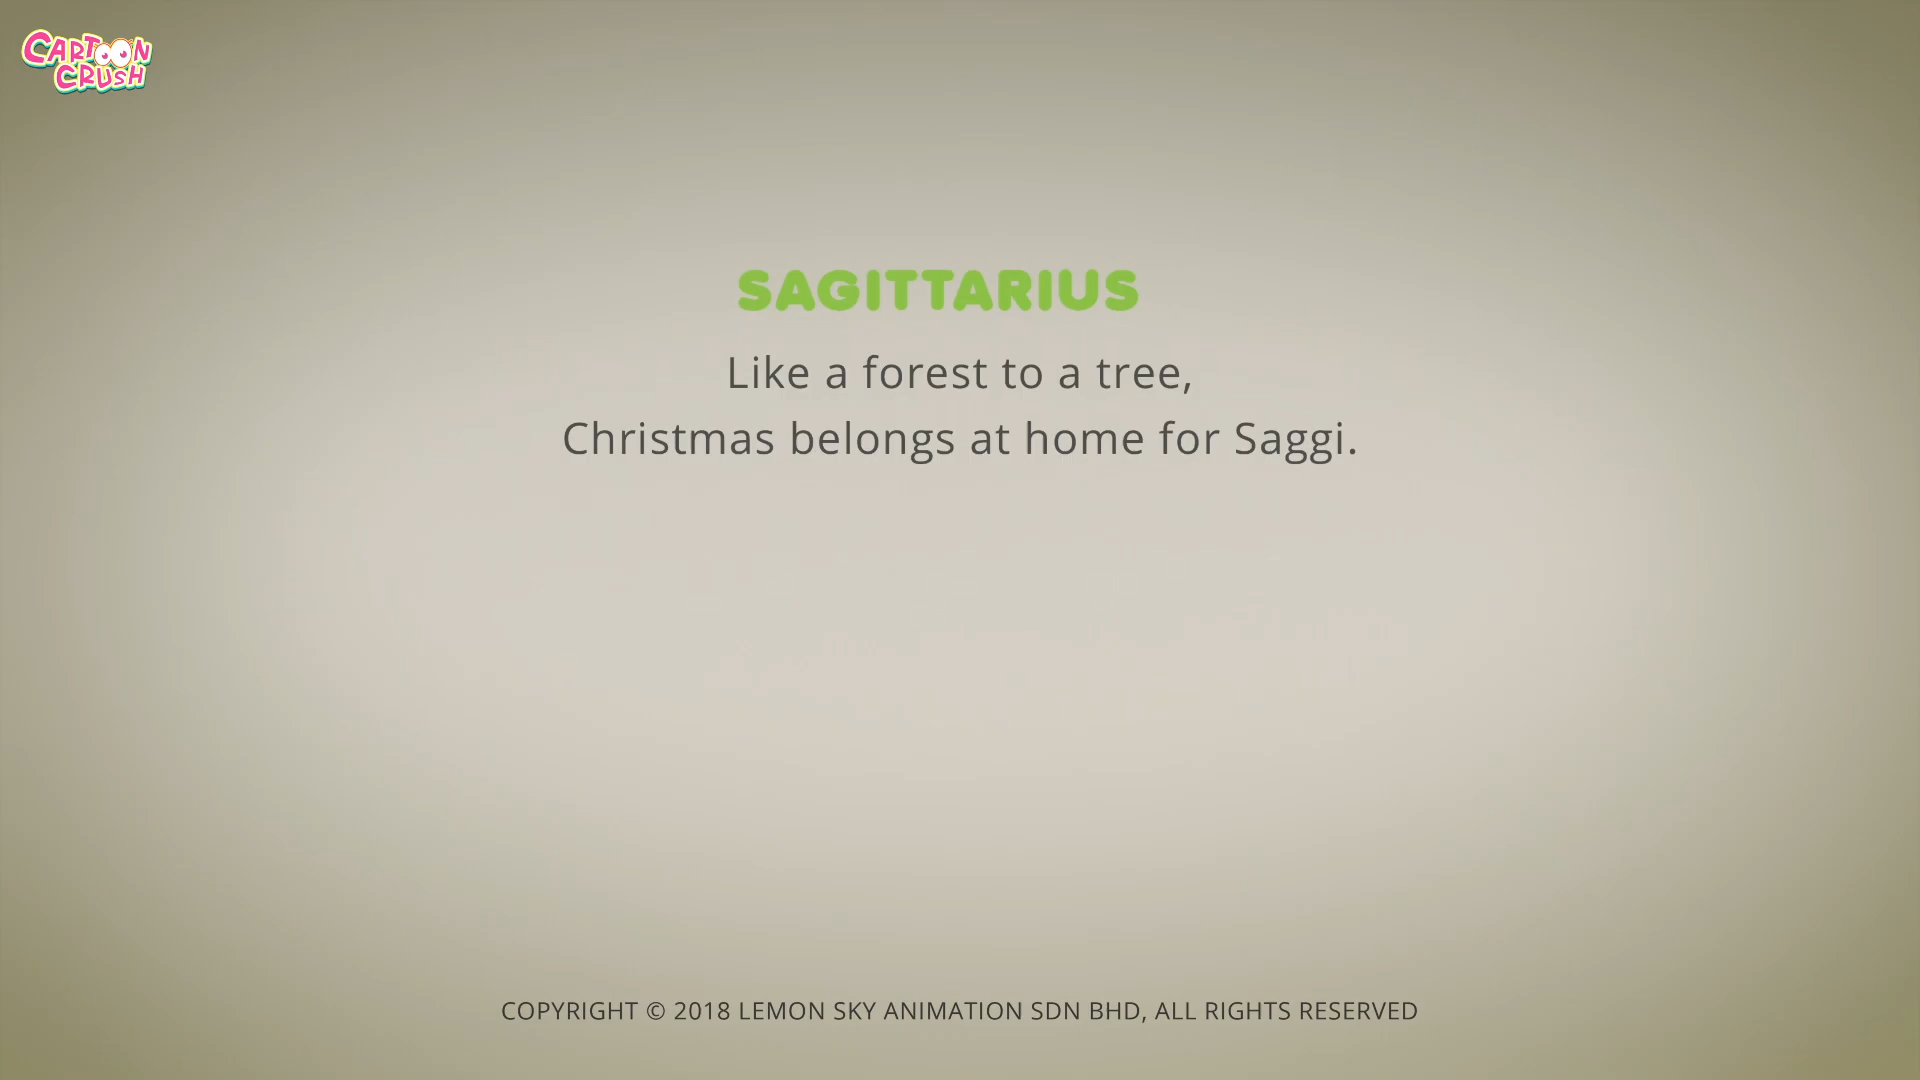 CARTOON
CRUSH
SAGITTARIUS
Like a forest to a tree,
Christmas belongs at home for Saggi.
COPYRIGHT © 2018 LEMON SKY ANIMATION SDN BHD, ALL RIGHTS RESERVED